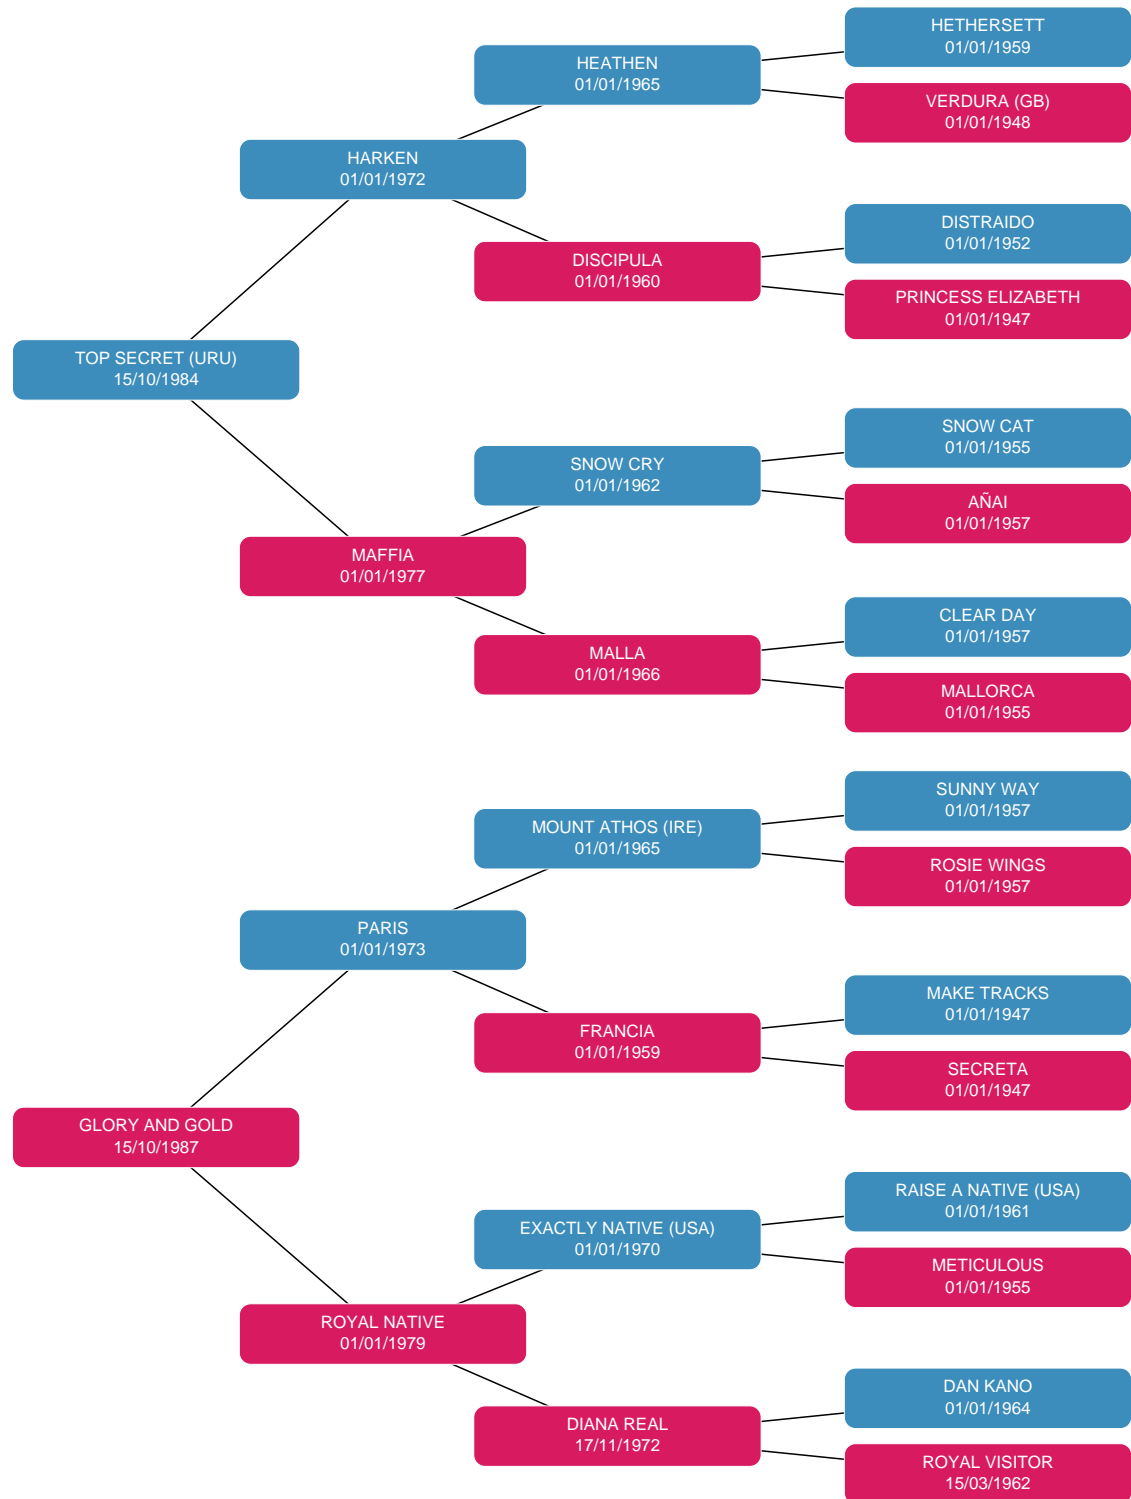 HETHERSETT
01/01/1959
HEATHEN
01/01/1965
VERDURA (GB)
01/01/1948
HARKEN
01/01/1972
DISTRAIDO
01/01/1952
DISCIPULA
01/01/1960
PRINCESS ELIZABETH
01/01/1947
TOP SECRET (URU)
15/10/1984
SNOW CAT
01/01/1955
SNOW CRY
01/01/1962
AÑAI
01/01/1957
MAFFIA
01/01/1977
CLEAR DAY
01/01/1957
MALLA
01/01/1966
MALLORCA
01/01/1955
SUNNY WAY
01/01/1957
MOUNT ATHOS (IRE)
01/01/1965
ROSIE WINGS
01/01/1957
PARIS
01/01/1973
MAKE TRACKS
01/01/1947
FRANCIA
01/01/1959
SECRETA
01/01/1947
GLORY AND GOLD
15/10/1987
RAISE A NATIVE (USA)
01/01/1961
EXACTLY NATIVE (USA)
01/01/1970
METICULOUS
01/01/1955
ROYAL NATIVE
01/01/1979
DAN KANO
01/01/1964
DIANA REAL
17/11/1972
ROYAL VISITOR
15/03/1962